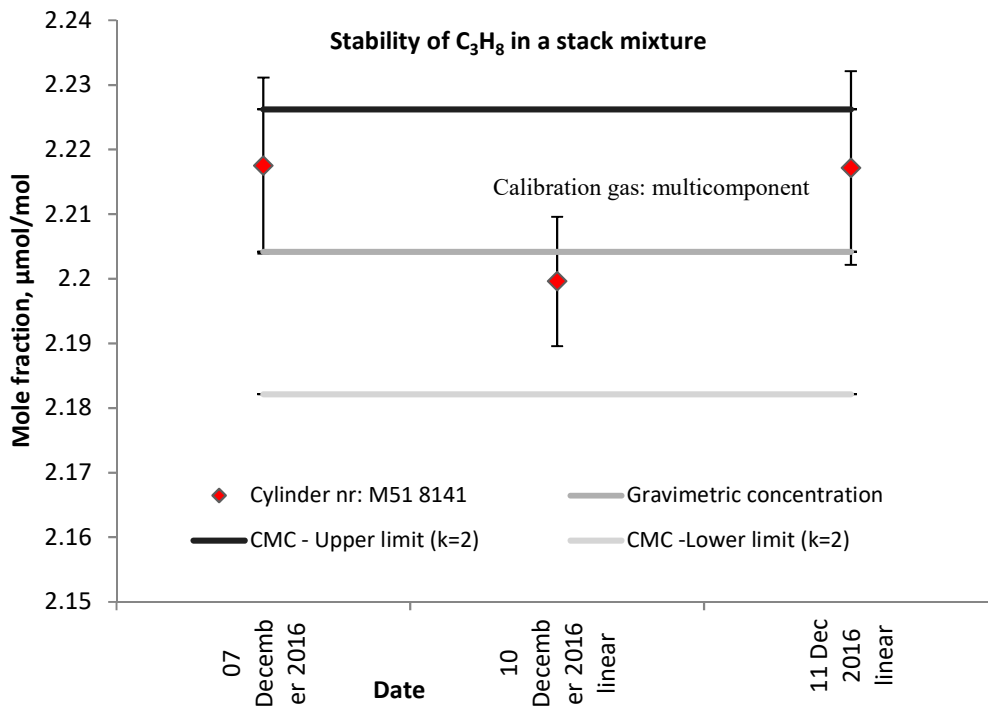 Stability of C₃H₈ in a stack mixture
Mole fraction, µmol/mol
2.24
2.23
2.22
2.21
2.2
2.19
2.18
2.17
2.16
2.15
Calibration gas: multicomponent
Cylinder nr: M51 8141
Gravimetric concentration
CMC - Upper limit (k=2)
CMC -Lower limit (k=2)
07
Decemb
er 2016
10
Decemb
er 2016
linear
11 Dec
2016
linear
Date